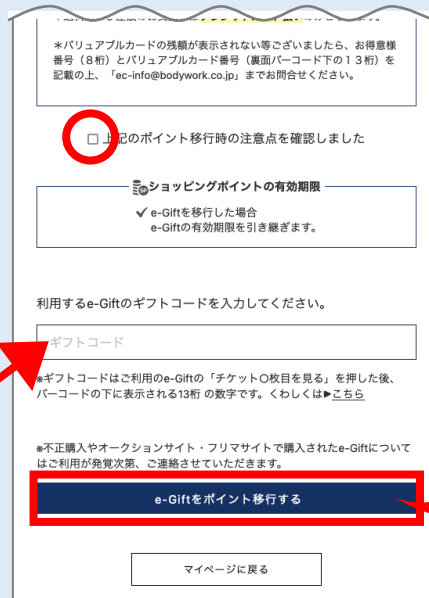 ＊バリュアブルカードの残額が表示されない等ございましたら、お得意様
番号（８桁）とバリュアブルカード番号（裏面バーコード下の１３桁）を
記載の上、「ec-info@bodywork.co.jp」までお問合せください。
上記のポイント移行時の注意点を確認しました
ショッピングポイントの有効期限
✓ e-Giftを移行した場合
e-Giftの有効期限を引き継ぎます。
利用するe-Giftのギフトコードを入力してください。
ギフトコード
※ギフトコードはご利用のe-Giftの「チケット〇枚目を見る」を押した後、
バーコードの下に表示される13桁 の数字です。くわしくは▶こちら
※不正購入やオークションサイト・フリマサイトで購入されたe-Giftについて
はご利用が発覚次第、ご連絡させていただきます。
e-Giftをポイント移行する
マイページに戻る